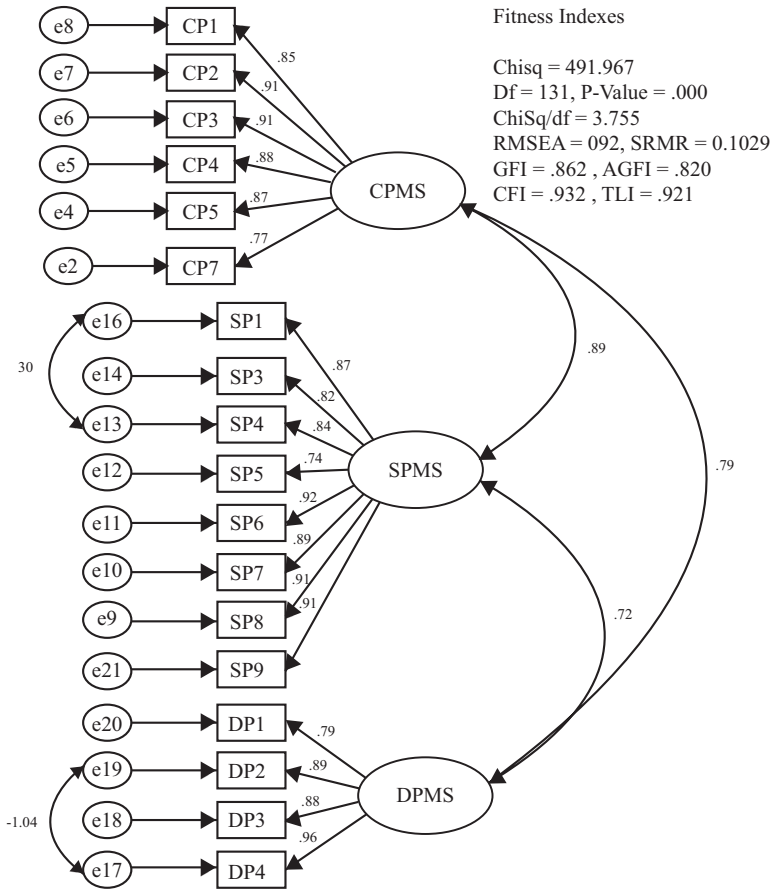 Fitness Indexes
Chisq = 491.967
Df = 131, P-Value = .000
ChiSq/df = 3.755
RMSEA = 092, SRMR = 0.1029
GFI = .862 , AGFI = .820
CFI = .932 , TLI = .921
e8 CP1
.85
e7 CP2
.91
e6 CP3
.91
e5 CP4
.88
CPMS
e4 CP5
.87
e2 CP7
.77
e16 SP1
.89
30
.87
e14 SP3
.82
e13 SP4
.84
.79
e12 SP5
.74
SPMS
e11 SP6
.92
e10 SP7
.89
.91
e9 SP8
.91
.72
e21 SP9
e20 DP1
.79
e19 DP2
.89
DPMS
-1.04
e18 DP3
.88
.96
e17 DP4